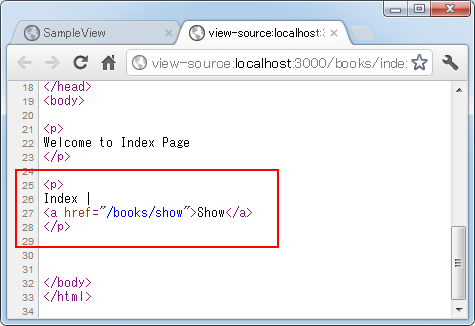 SampleView
view-source:localhost:3
view-source:localhost:3000/books/inde
18 </head>
19 <body>
20
21 <p>
22 Welcome to Index Page
23 </p>
24
25 <p>
26 Index |
27 <a href="/books/show">Show</a>
28 </p>
29
30
31
32 </body>
33 </html>
34